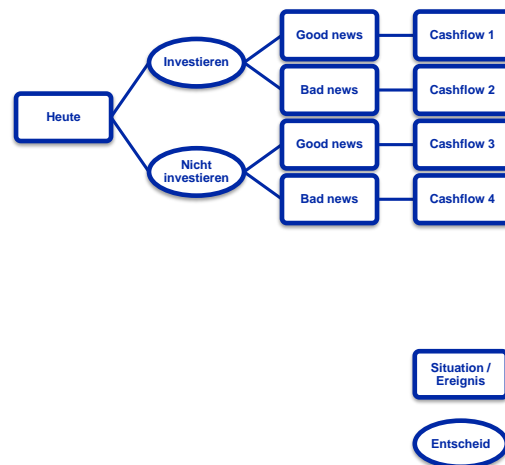 Good news
Cashflow 1
Investieren
Bad news
Cashflow 2
Heute
Good news
Cashflow 3
Nicht
investieren
Bad news
Cashflow 4
Situation /
Ereignis
Entscheid